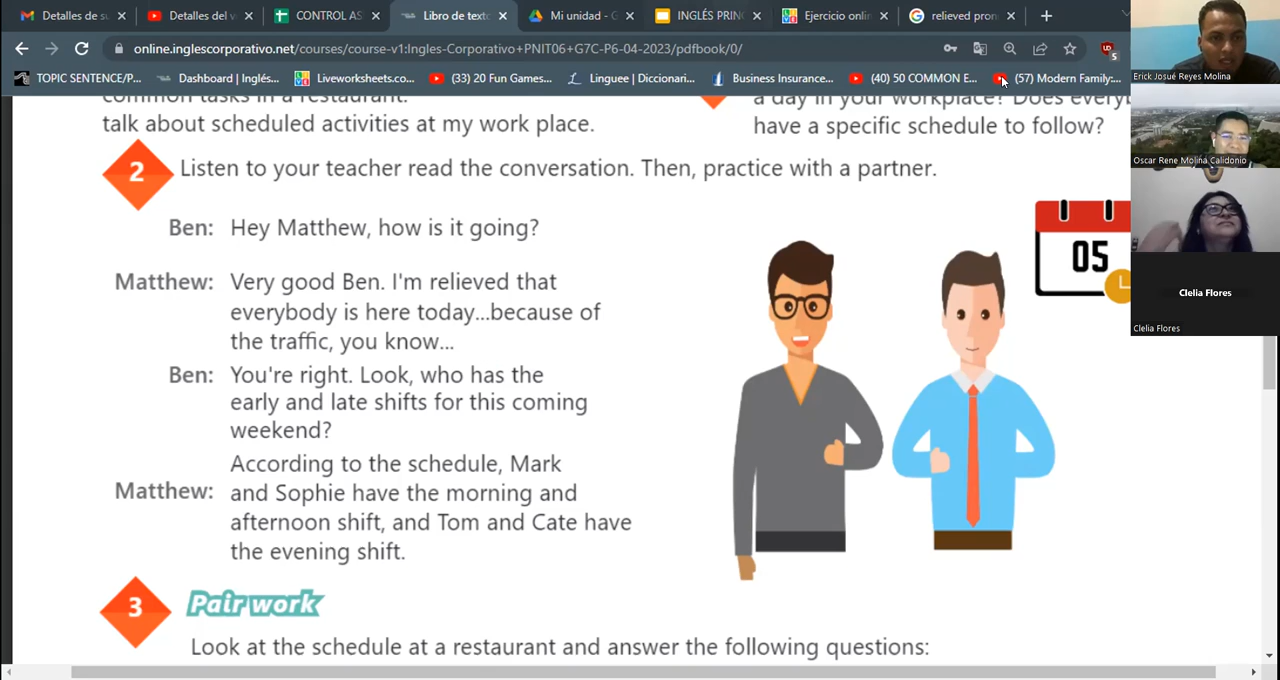 Detalles de su
Detalles del v
CONTROL AS
Libro de texto
Mi unidad - G
INGLÉS PRIN
Ejercicio onlin
relieved pron
online.inglescorporativo.net/courses/course-v1:Ingles-Corporativo+PNIT06+G7C-P6-04-2023/pdfbook/0/
5
TOPIC SENTENCE/P...
Dashboard | Inglés...
Liveworksheets.co...
(33) 20 Fun Games...
Linguee | Diccionari...
Business Insurance...
(40) 50 COMMON E...
(57) Modern Family:...
common tasks in a restaurant.
talk about scheduled activities at my work place.
a day in your workplace? Does everyb
have a specific schedule to follow?
2
Listen to your teacher read the conversation. Then, practice with a partner.
Ben: Hey Matthew, how is it going?
Matthew: Very good Ben. I'm relieved that
everybody is here today...because of
the traffic, you know...
Ben: You're right. Look, who has the
early and late shifts for this coming
weekend?
According to the schedule, Mark
Matthew: and Sophie have the morning and
afternoon shift, and Tom and Cate have
the evening shift.
05
3
Pair work
Look at the schedule at a restaurant and answer the following questions:
Erick Josué Reyes Molina
Oscar Rene Molina Calidonio
Clelia Flores
Clelia Flores